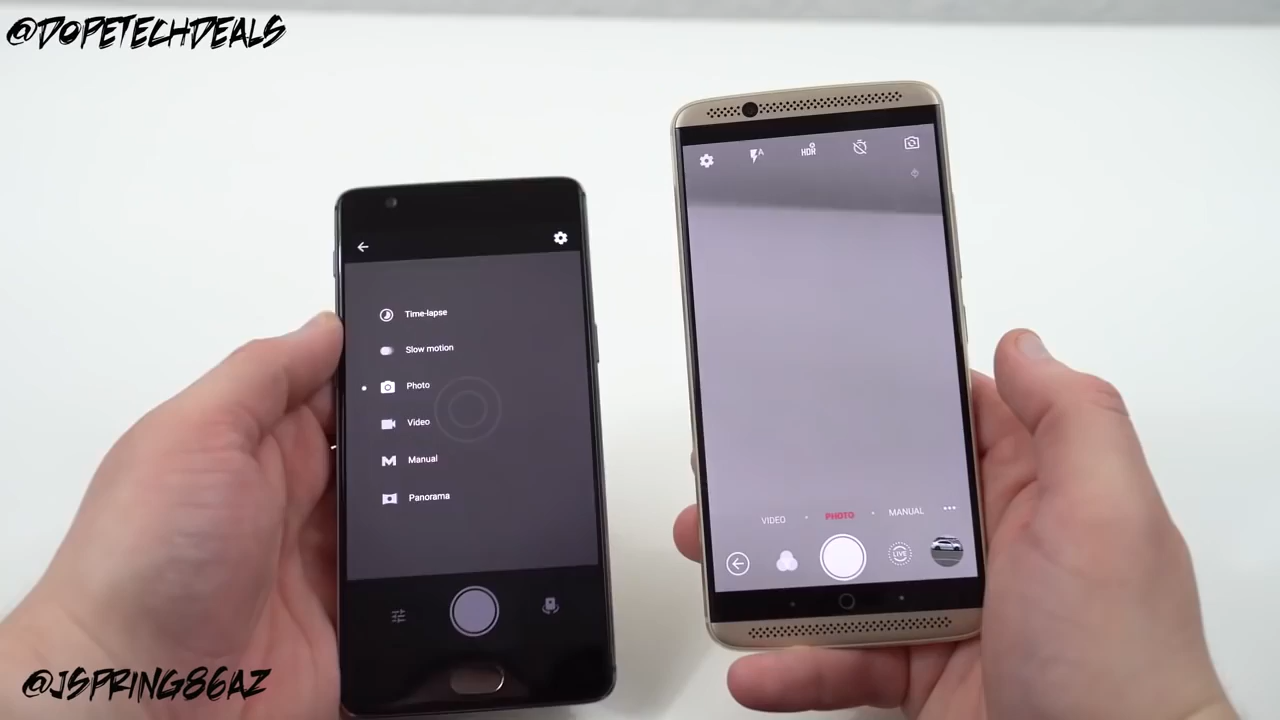 @DOPETECHDEALS
Time-lapse
Slow motion
Photo
Video
Manual
Panorama
A
HDR
VIDEO
PHOTO
MANUAL
LIVE
@JSPRING86AZ